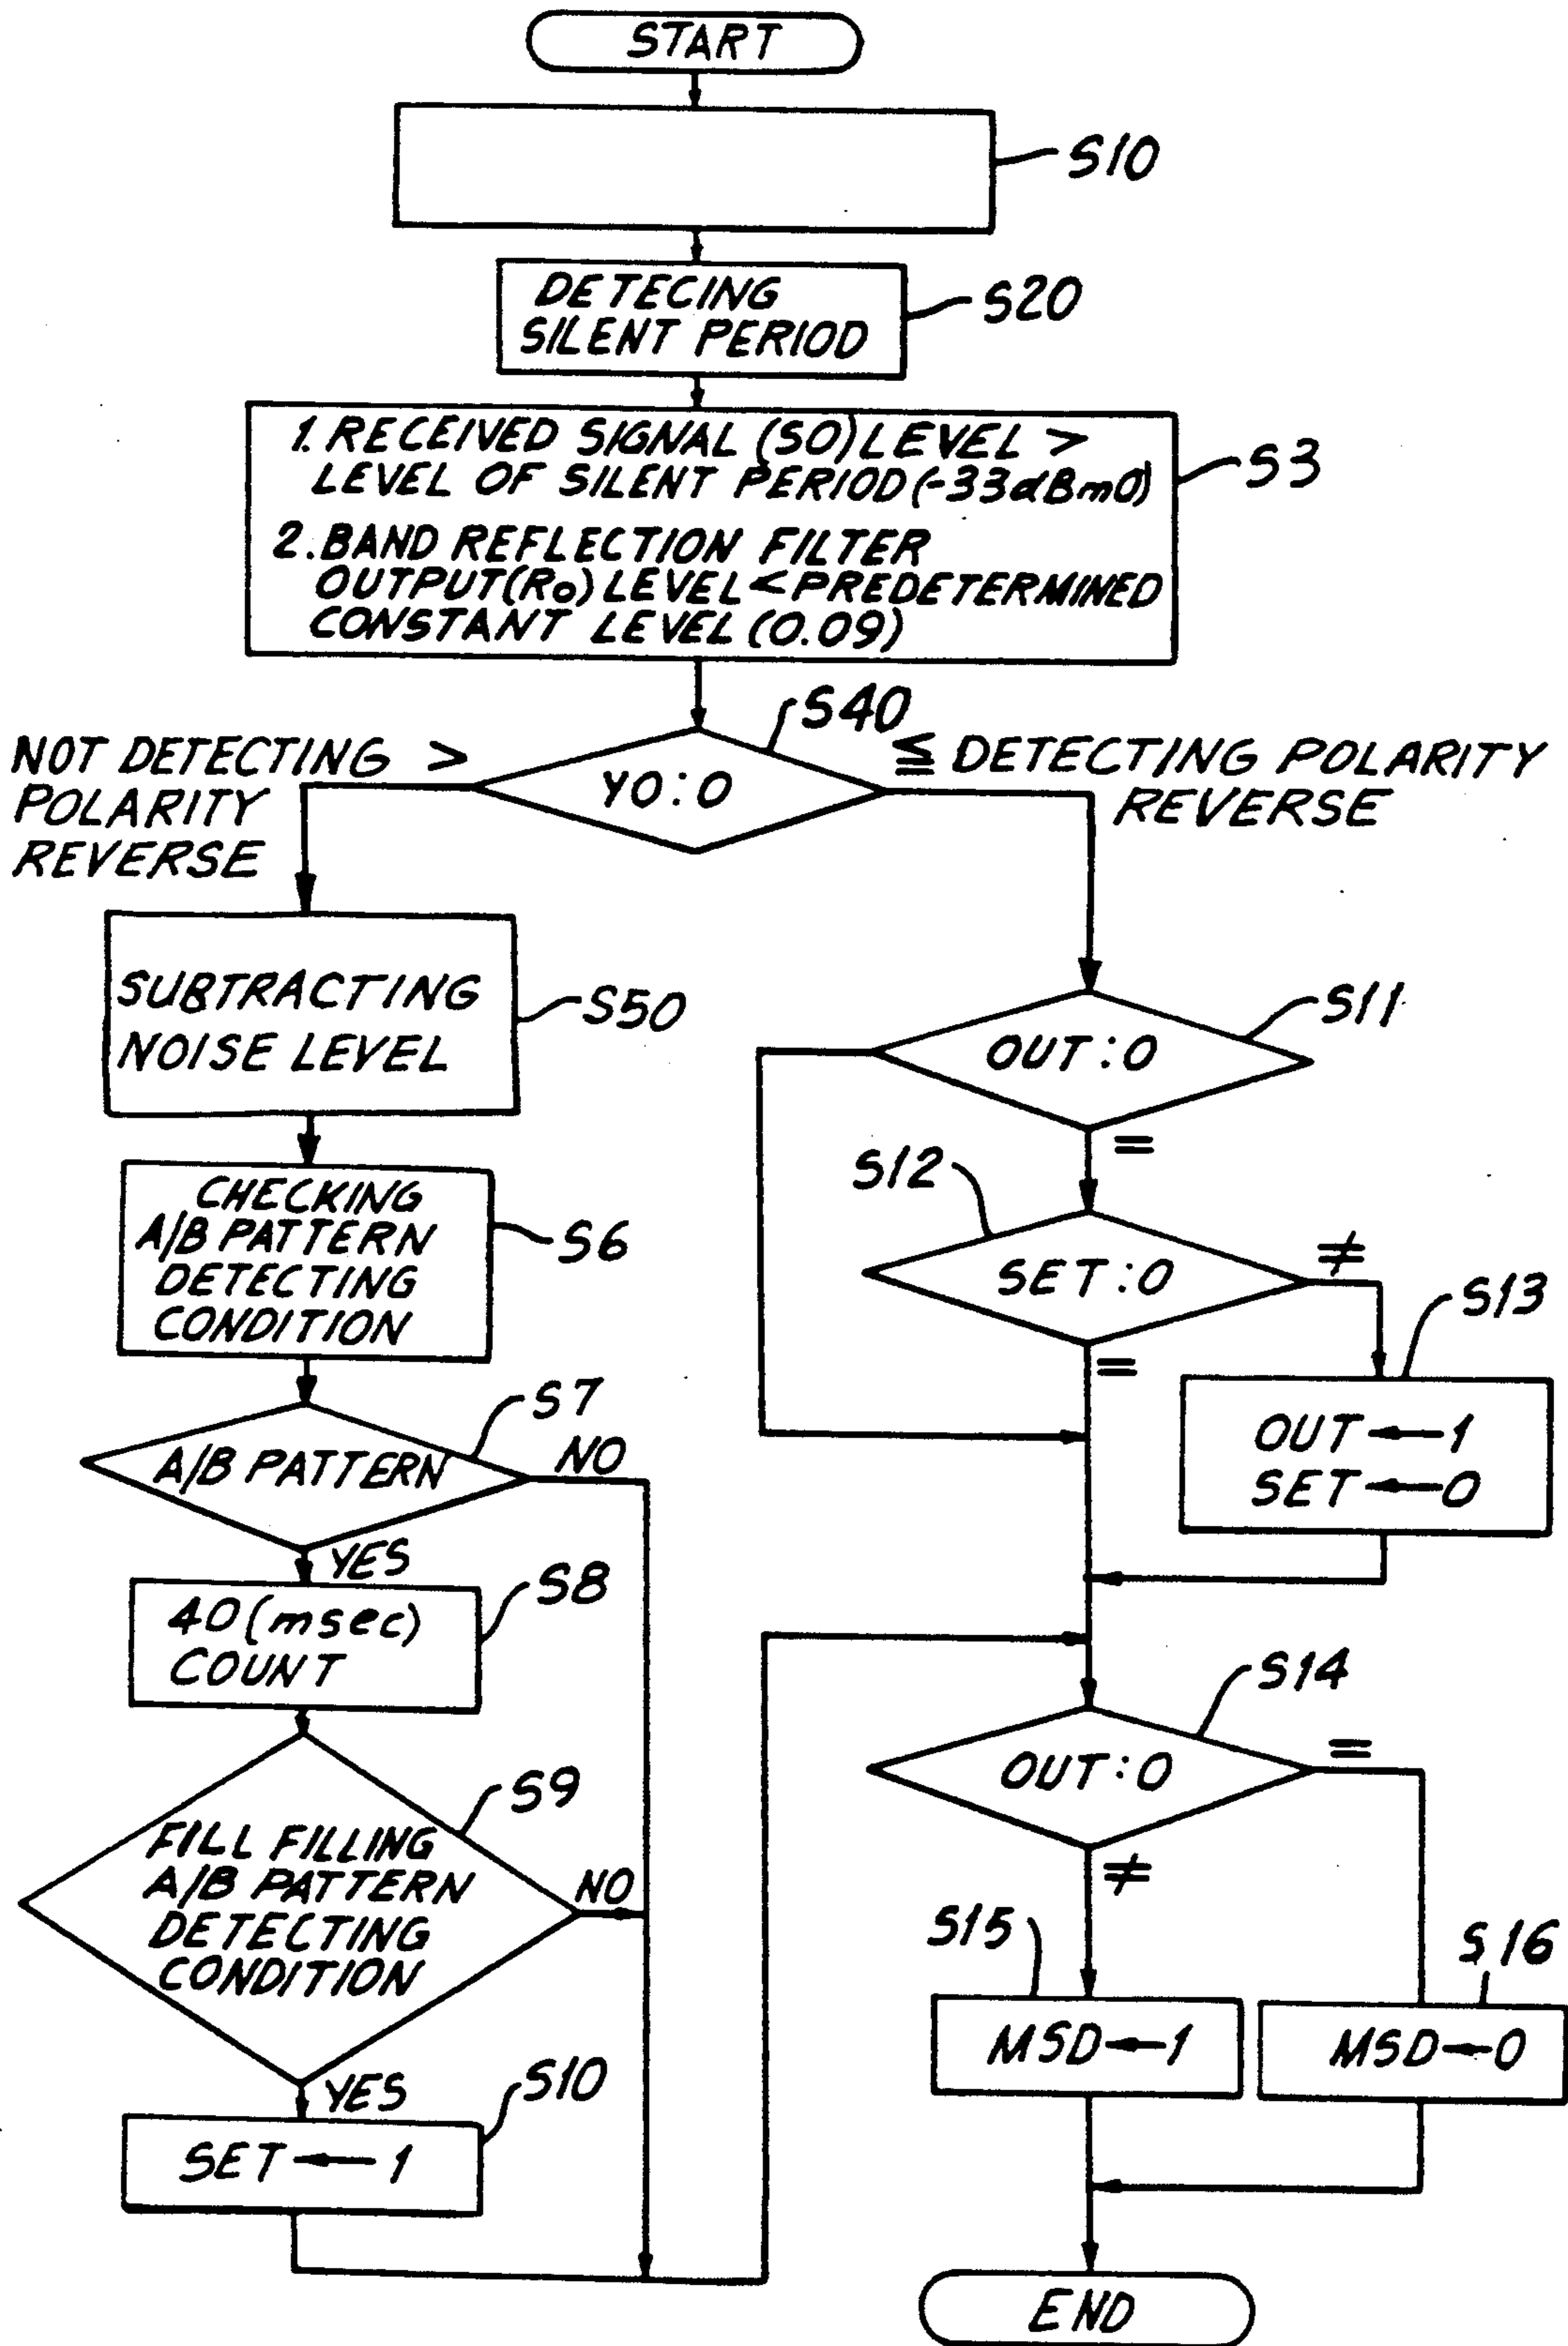 START
S10
DETECING
SILENT PERIOD
S20
1. RECEIVED SIGNAL (SO) LEVEL >
LEVEL OF SILENT PERIOD (-33dBmO)
2. BAND REFLECTION FILTER
OUTPUT(Ro) LEVEL < PREDETERMINED
CONSTANT LEVEL (0.09)
S3
S40
YO:0
NOT DETECTING >
POLARITY
REVERSE
≦ DETECTING POLARITY
REVERSE
SUBTRACTING
NOISE LEVEL
S50
CHECKING
A/B PATTERN
DETECTING
CONDITION
S6
S7
A/B PATTERN
NO
YES
40(msec)
COUNT
S8
S9
FILL FILLING
A/B PATTERN
DETECTING
CONDITION
NO
YES
S10
SET ← 1
S11
OUT:0
=
S12
SET:0
≠
=
S13
OUT ← 1
SET ← 0
S14
OUT:0
=
≠
S15
MSD ← 1
S16
MSD ← 0
END